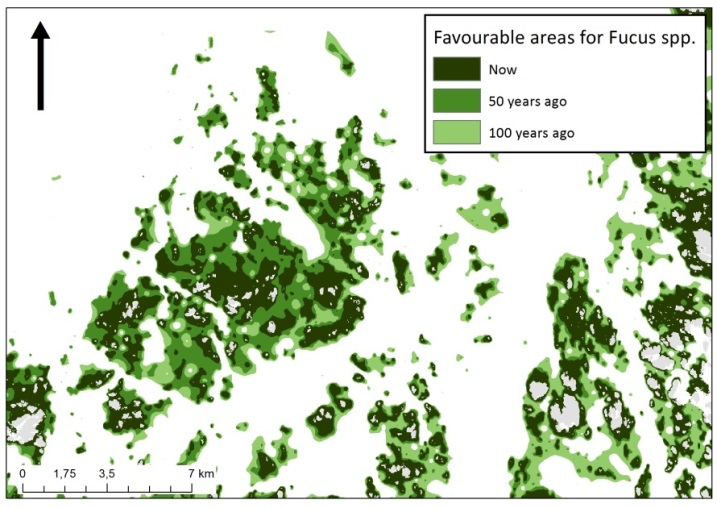 Favourable areas for Fucus spp.
Now
50 years ago
100 years ago
0 1,75 3,5 7 km